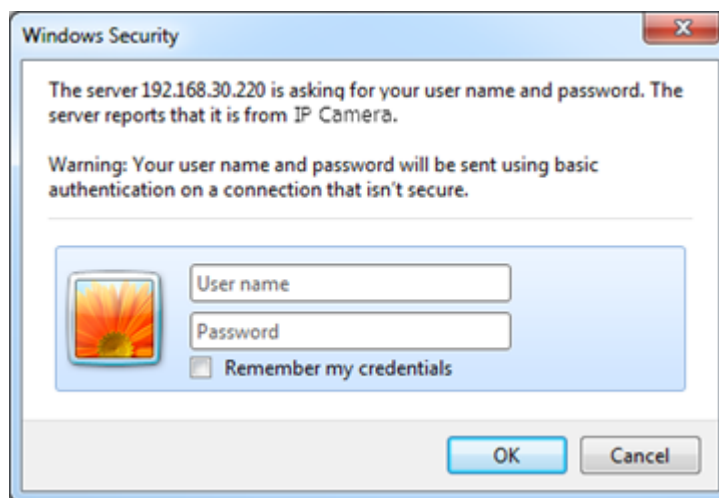 Windows Security
The server 192.168.30.220 is asking for your user name and password. The
server reports that it is from IP Camera.
Warning: Your user name and password will be sent using basic
authentication on a connection that isn't secure.
User name
Password
Remember my credentials
OK Cancel